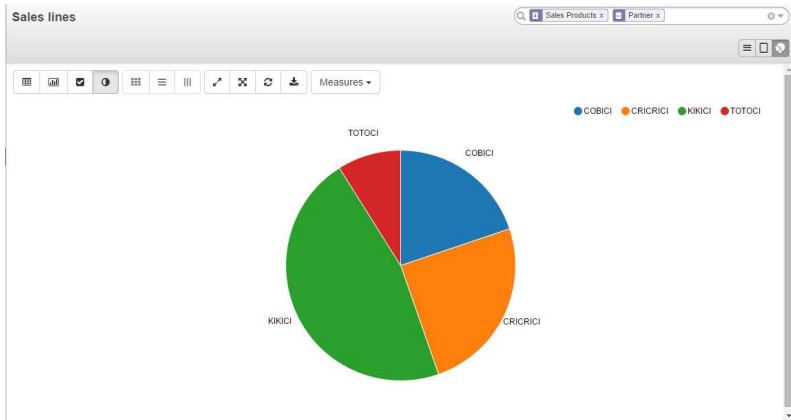 Sales lines
Sales Products x
Partner x
Measures
COBICI CRICRICI KIKICI TOTOCI
TOTOCI
COBICI
KIKICI
CRICRICI